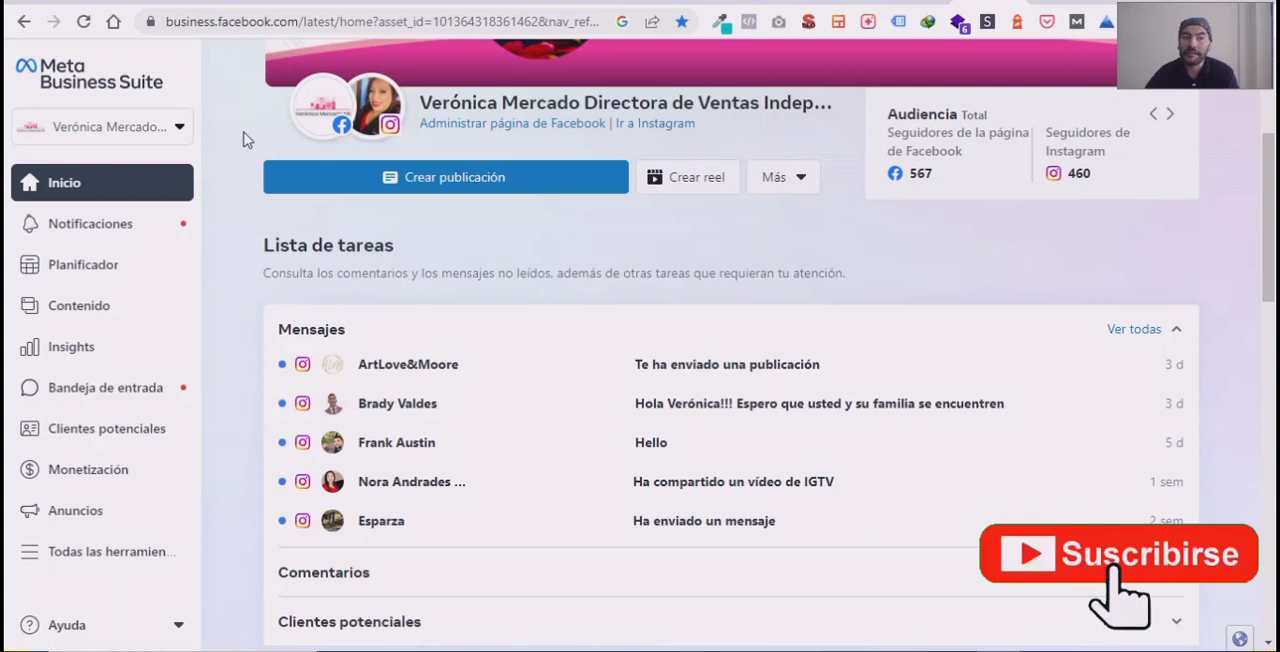 business.facebook.com/latest/home?asset_id=101364318361462&nav_ref...
Meta
Business Suite
Verónica Mercado...
Inicio
Notificaciones
Planificador
Contenido
Insights
Bandeja de entrada
Clientes potenciales
Monetización
Anuncios
Todas las herramien...
Ayuda
Verónica Mercado Directora de Ventas Indep...
Administrar página de Facebook | Ir a Instagram
Crear publicación
Crear reel
Más
Audiencia Total
Seguidores de la página de Facebook
567
Seguidores de Instagram
460
Lista de tareas
Consulta los comentarios y los mensajes no leídos, además de otras tareas que requieran tu atención.
Mensajes
Ver todas
ArtLove&Moore Te ha enviado una publicación 3 d
Brady Valdes Hola Verónica!!! Espero que usted y su familia se encuentren 3 d
Frank Austin Hello 5 d
Nora Andrades ... Ha compartido un vídeo de IGTV 1 sem
Esparza Ha enviado un mensaje 2 sem
Suscribirse
Comentarios
Clientes potenciales